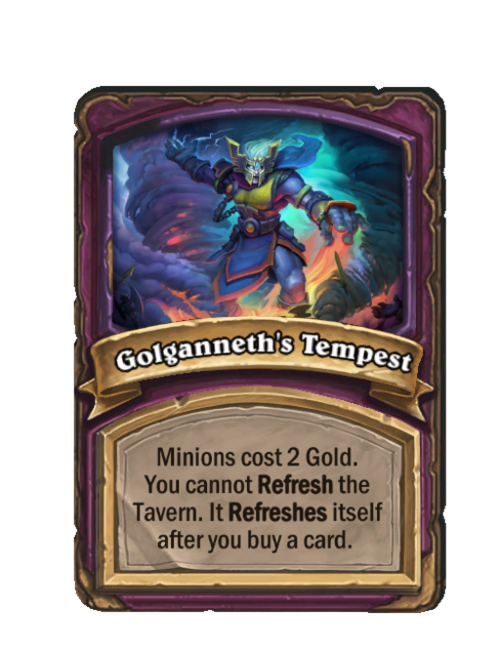 Golganneth's Tempest
Minions cost 2 Gold.
You cannot Refresh the
Tavern. It Refreshes itself
after you buy a card.